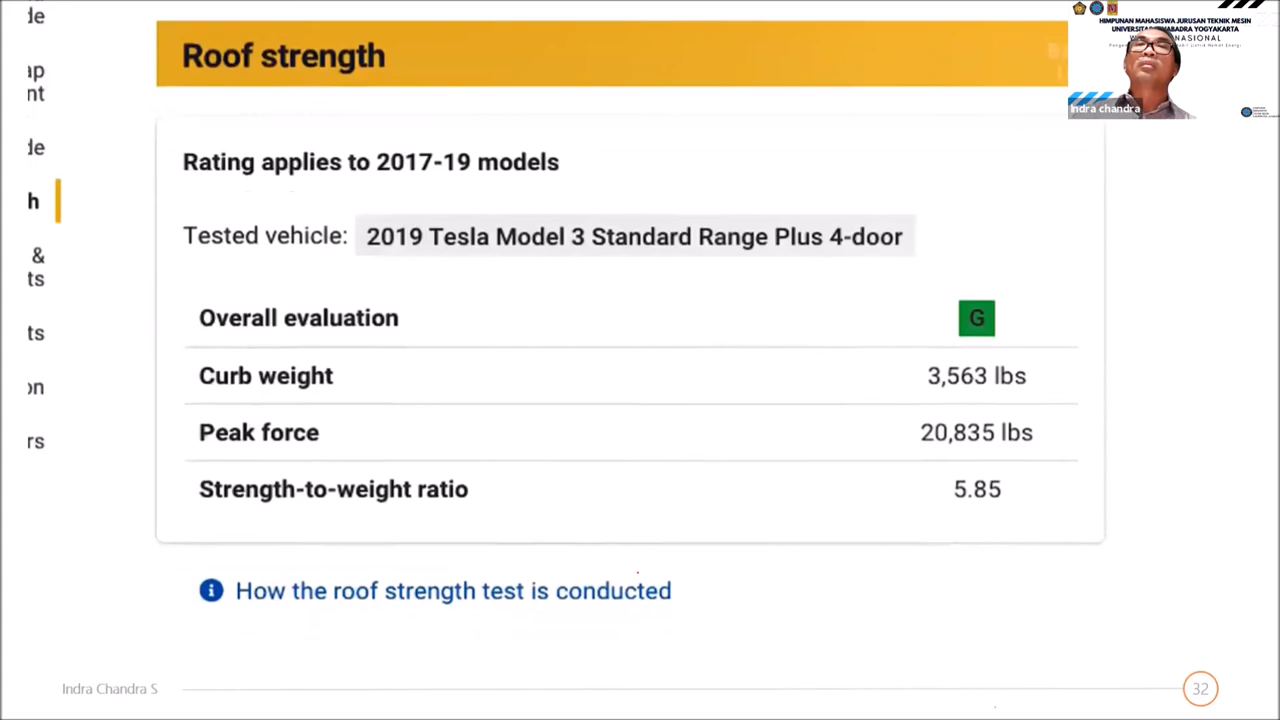 de
ap
nt
de
h
&
ts
ts
on
rs
Roof strength
Rating applies to 2017-19 models
Tested vehicle: 2019 Tesla Model 3 Standard Range Plus 4-door
Overall evaluation G
Curb weight 3,563 lbs
Peak force 20,835 lbs
Strength-to-weight ratio 5.85
How the roof strength test is conducted
Indra Chandra S
32
HIMPUNAN MAHASISWA JURUSAN TEKNIK MESIN
YOGYAKARTA
Indra chandra